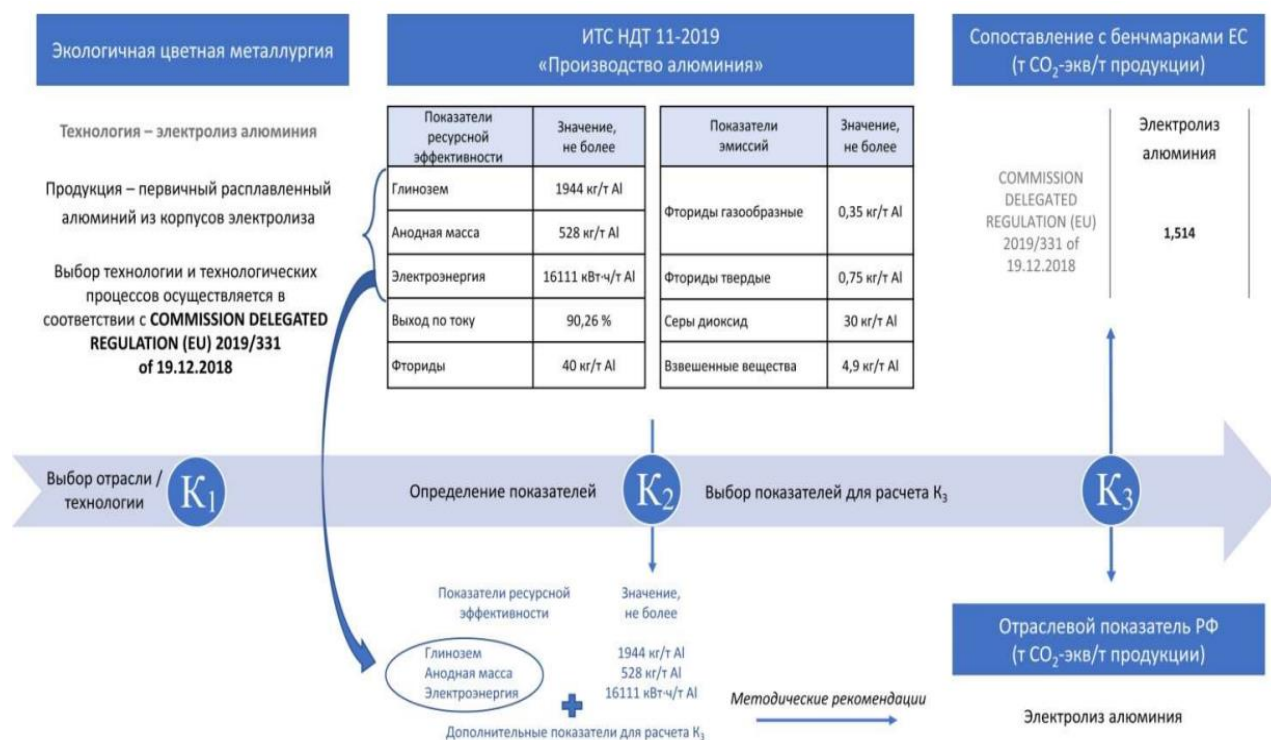 Экологичная цветная металлургия
Технология – электролиз алюминия
Продукция – первичный расплавленный
алюминий из корпусов электролиза
Выбор технологии и технологических
процессов осуществляется в
соответствии с COMMISSION DELEGATED
REGULATION (EU) 2019/331
of 19.12.2018
ИТС НДТ 11-2019
«Производство алюминия»
Показатели
ресурсной
эффективности
Значение,
не более
Глинозем
1944 кг/т Al
Анодная масса
528 кг/т Al
Электроэнергия
16111 кВт·ч/т Al
Выход по току
90,26 %
Фториды
40 кг/т Al
Показатели
эмиссий
Значение,
не более
Фториды газообразные
0,35 кг/т Al
Фториды твердые
0,75 кг/т Al
Серы диоксид
30 кг/т Al
Взвешенные вещества
4,9 кг/т Al
Сопоставление с бенчмарками ЕС
(т CO₂-экв/т продукции)
COMMISSION
DELEGATED
REGULATION (EU)
2019/331 of
19.12.2018
Электролиз
алюминия
1,514
Выбор отрасли /
технологии
К₁
Определение показателей
К₂
Выбор показателей для расчета К₃
К₃
Показатели ресурсной
эффективности
Значение,
не более
Глинозем
1944 кг/т Al
Анодная масса
528 кг/т Al
Электроэнергия
16111 кВт·ч/т Al
Дополнительные показатели для расчета К₃
Методические рекомендации
Отраслевой показатель РФ
(т CO₂-экв/т продукции)
Электролиз алюминия